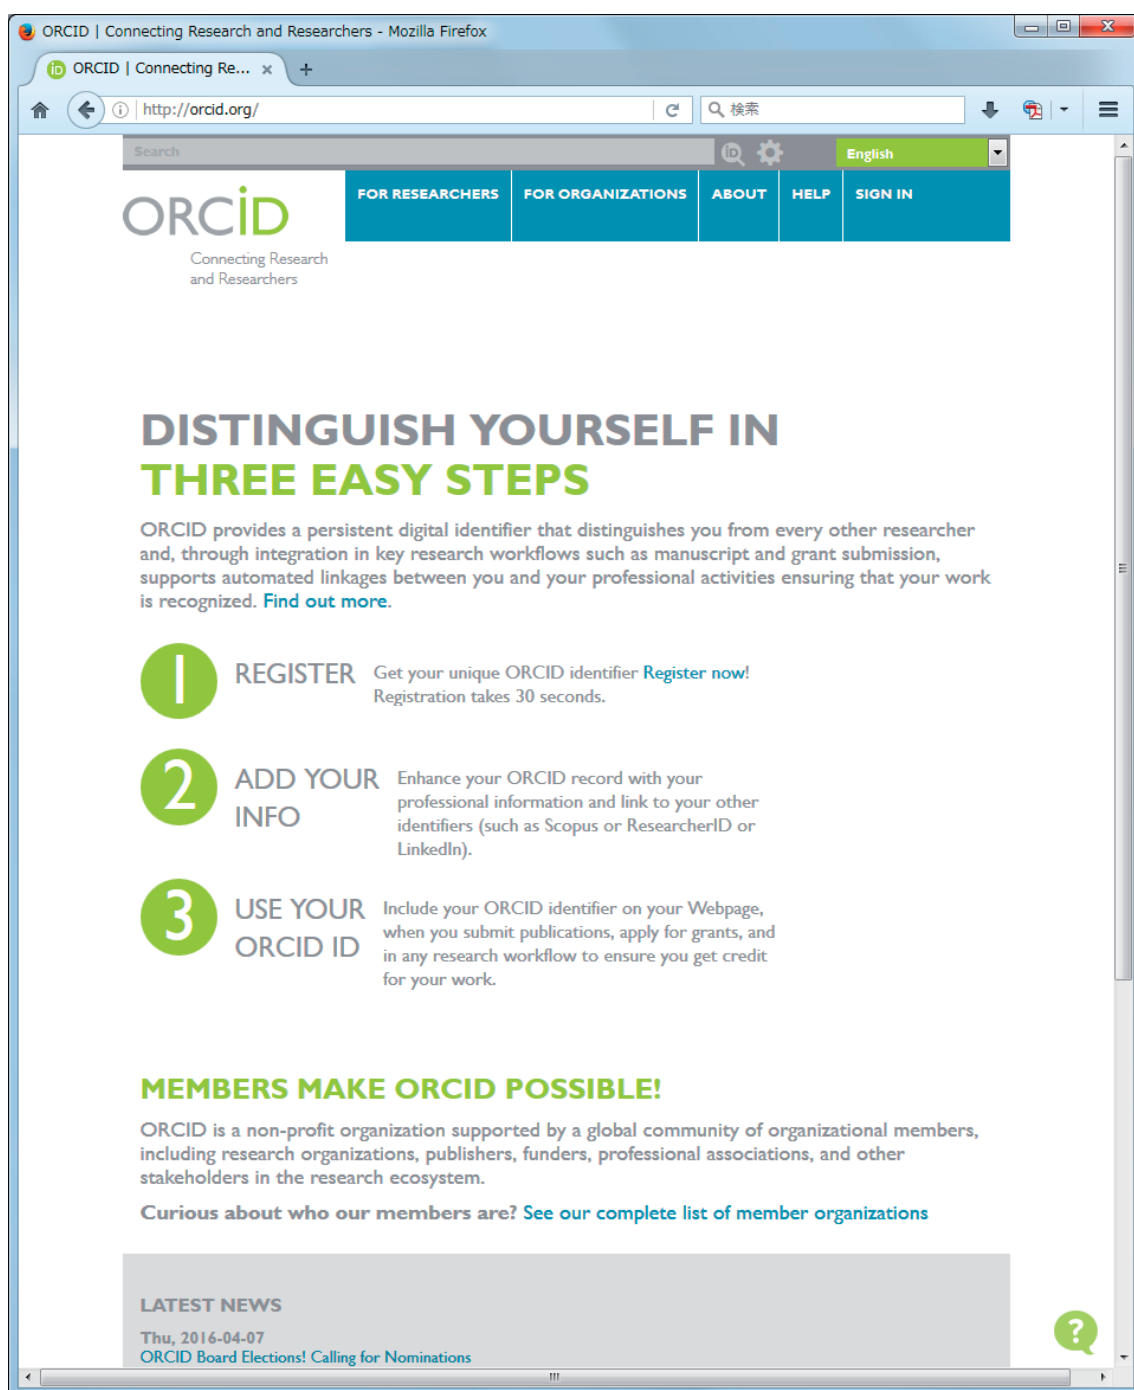 ORCID | Connecting Research and Researchers - Mozilla Firefox
iD ORCID | Connecting Re... × +
http://orcid.org/
検索
Search
iD
English
ORCiD
FOR RESEARCHERS
FOR ORGANIZATIONS
ABOUT
HELP
SIGN IN
Connecting Research
and Researchers
DISTINGUISH YOURSELF IN
THREE EASY STEPS
ORCID provides a persistent digital identifier that distinguishes you from every other researcher
and, through integration in key research workflows such as manuscript and grant submission,
supports automated linkages between you and your professional activities ensuring that your work
is recognized. Find out more.
1 REGISTER
Get your unique ORCID identifier Register now!
Registration takes 30 seconds.
2 ADD YOUR
INFO
Enhance your ORCID record with your
professional information and link to your other
identifiers (such as Scopus or ResearcherID or
LinkedIn).
3 USE YOUR
ORCID ID
Include your ORCID identifier on your Webpage,
when you submit publications, apply for grants, and
in any research workflow to ensure you get credit
for your work.
MEMBERS MAKE ORCID POSSIBLE!
ORCID is a non-profit organization supported by a global community of organizational members,
including research organizations, publishers, funders, professional associations, and other
stakeholders in the research ecosystem.
Curious about who our members are? See our complete list of member organizations
LATEST NEWS
Thu, 2016-04-07
ORCID Board Elections! Calling for Nominations
?